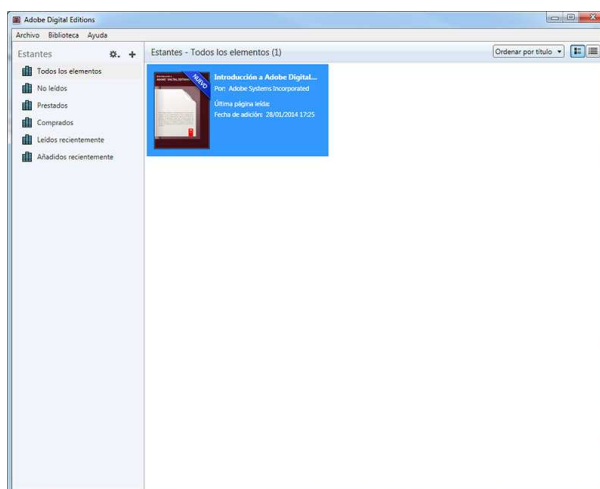 Adobe Digital Editions
Archivo Biblioteca Ayuda
Estantes
Todos los elementos
No leídos
Prestados
Comprados
Leídos recientemente
Añadidos recientemente
Estantes - Todos los elementos (1)
Ordenar por título
NUEVO
Introducción a Adobe Digital...
Por: Adobe Systems Incorporated
Última página leída:
Fecha de adición: 28/01/2014 17:25